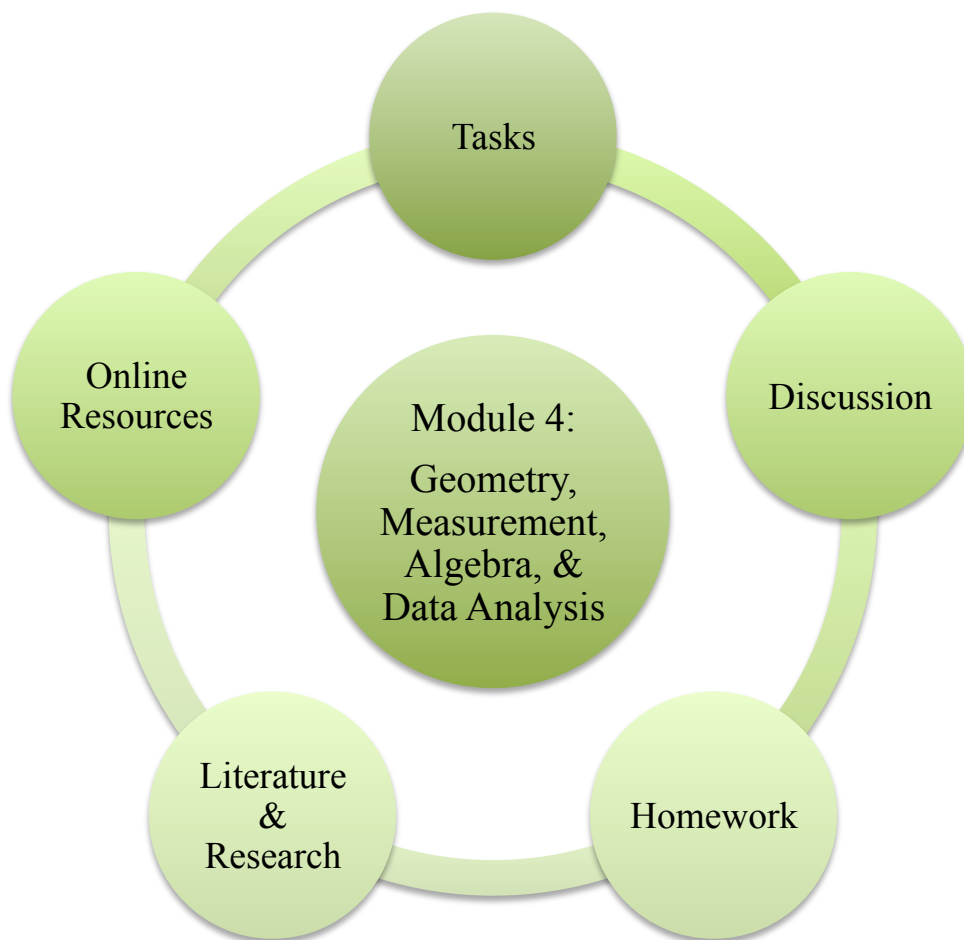 Tasks
Discussion
Homework
Literature
&
Research
Online
Resources
Module 4:
Geometry,
Measurement,
Algebra, &
Data Analysis